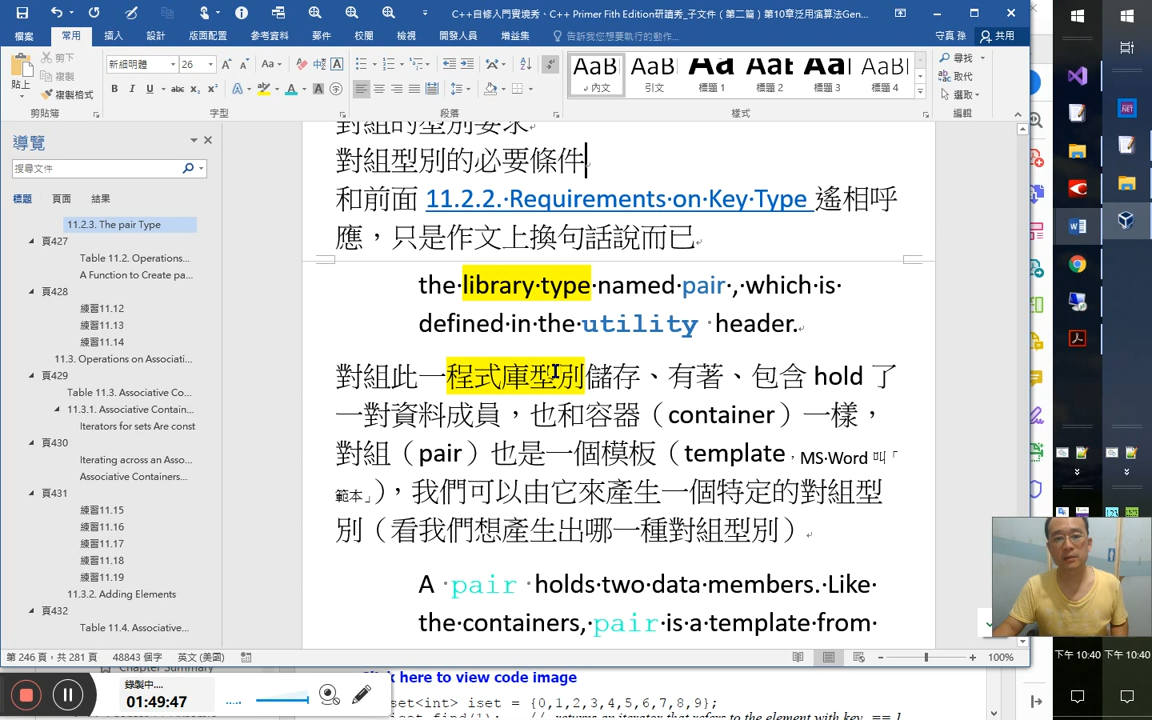 C++自修入門實境秀、C++ Primer Fith Edition研讀秀_子文件（第二篇）第10章泛用演算法Gen...
檔案 常用 插入 設計 版面配置 參考資料 郵件 校閱 檢視 開發人員 增益集 告訴我您想要執行的動作... 守真 孫 共用
貼上 剪下 複製 複製格式 剪貼簿
新細明體 26 字型
段落
AaB 內文 AaBb 引文 Aa 標題 1 AaB 標題 2 AaB 標題 3 AaBl 標題 4 樣式
尋找 取代 選取 編輯
導覽
搜尋文件
標題 頁面 結果
11.2.3. The pair Type
頁427
Table 11.2. Operations...
A Function to Create pa...
頁428
練習11.12
練習11.13
練習11.14
11.3. Operations on Associati...
頁429
Table 11.3. Associative Co...
11.3.1. Associative Contain...
Iterators for sets Are const
頁430
Iterating across an Asso...
Associative Containers...
頁431
練習11.15
練習11.16
練習11.17
練習11.18
練習11.19
11.3.2. Adding Elements
頁432
Table 11.4. Associative...
對組的型別要求
對組型別的必要條件
和前面 11.2.2. Requirements on Key Type 遙相呼
應，只是作文上換句話說而已
the library type named pair , which is
defined in the utility header.
對組此一程式庫型別儲存、有著、包含 hold 了
一對資料成員，也和容器（container）一樣，
對組（pair）也是一個模板（template，MS Word 叫「
範本」），我們可以由它來產生一個特定的對組型
別（看我們想產生出哪一種對組型別）
A pair holds two data members. Like
the containers, pair is a template from
第 246 頁，共 281 頁 48843 個字 英文 (美國) 100%
Chapter Summary
here to view code image
set<int> iset = {0,1,2,3,4,5,6,7,8,9};
錄製中...
01:49:47
下午 10:40 下午 10:40